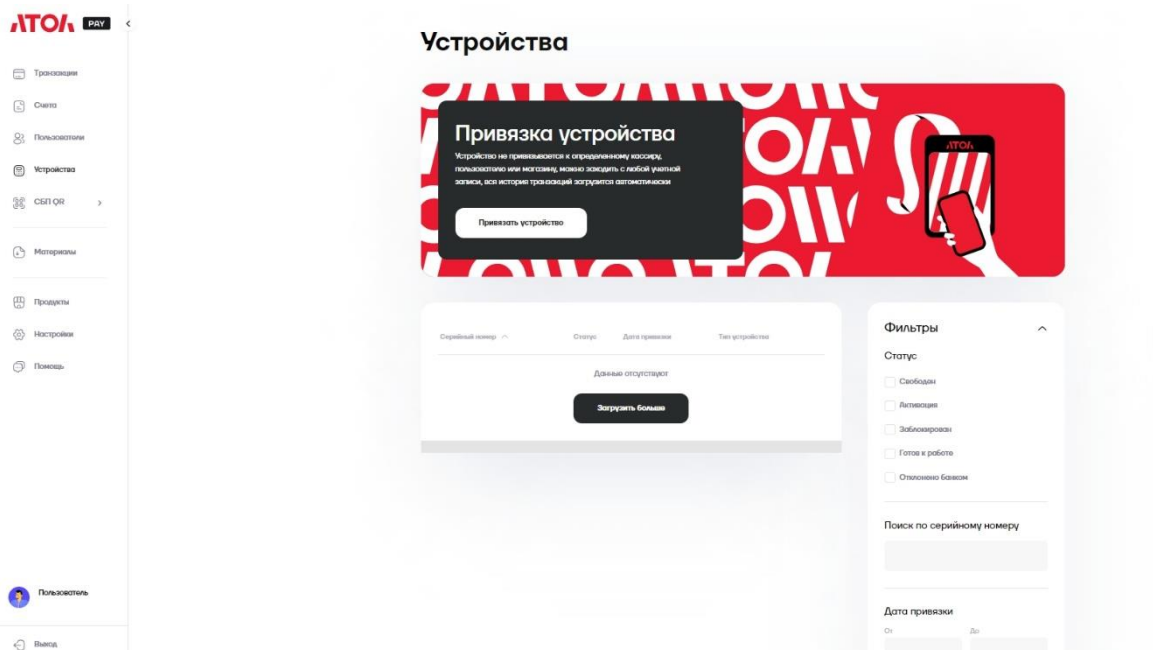 АТОЛ PAY
Транзакции
Счета
Пользователи
Устройства
СБП QR
Материалы
Продукты
Настройки
Помощь
Пользователь
Выход
Устройства
Привязка устройства
Устройство не привязывается к определенному кассиру,
пользователю или магазину, можно заходить с любой учетной
записи, вся история транзакций загрузится автоматически
Привязать устройство
АТОЛ
Серийный номер
Статус
Дата привязки
Тип устройства
Данные отсутствуют
Загрузить больше
Фильтры
Статус
Свободен
Активация
Заблокирован
Готов к работе
Отклонено банком
Поиск по серийному номеру
Дата привязки
От
До